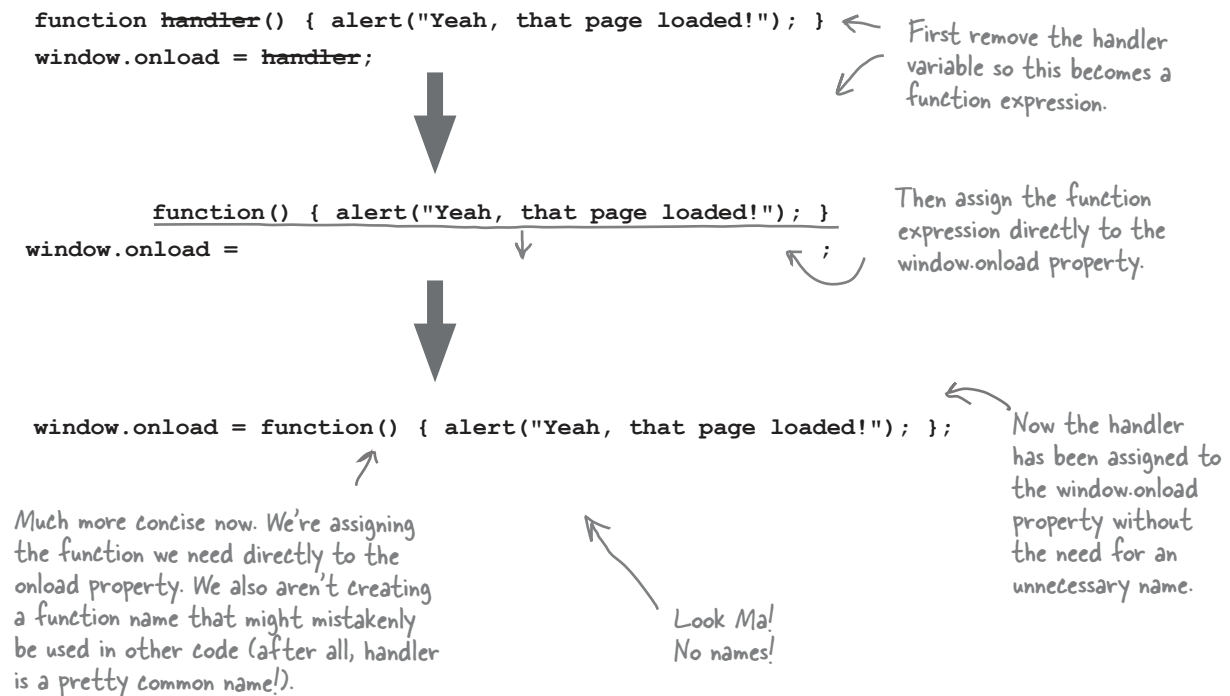 function handler() { alert("Yeah, that page loaded!"); }
window.onload = handler;
First remove the handler
variable so this becomes a
function expression.
function() { alert("Yeah, that page loaded!"); }
window.onload = ;
Then assign the function
expression directly to the
window.onload property.
window.onload = function() { alert("Yeah, that page loaded!"); };
Now the handler
has been assigned to
the window.onload
property without
the need for an
unnecessary name.
Much more concise now. We're assigning
the function we need directly to the
onload property. We also aren't creating
a function name that might mistakenly
be used in other code (after all, handler
is a pretty common name!).
Look Ma!
No names!